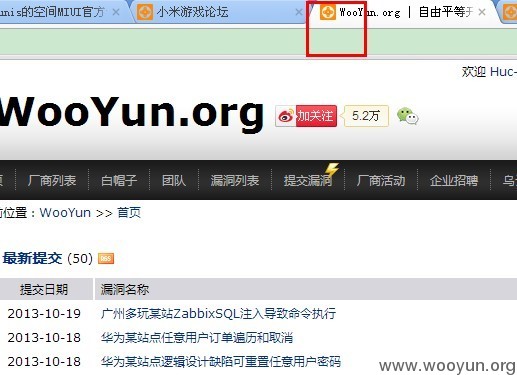 unis的空间MIUI官方 小米游戏论坛 WooYun.org | 自由平等开
欢迎 Huc-
WooYun.org 加关注 5.2万
厂商列表 白帽子 团队 漏洞列表 提交漏洞 厂商活动 企业招聘 乌云
前位置：WooYun >> 首页
最新提交 (50) RSS
提交日期 漏洞名称
2013-10-19 广州多玩某站ZabbixSQL注入导致命令执行
2013-10-18 华为某站点任意用户订单遍历和取消
2013-10-18 华为某站点逻辑设计缺陷可重置任意用户密码
www.wooyun.org